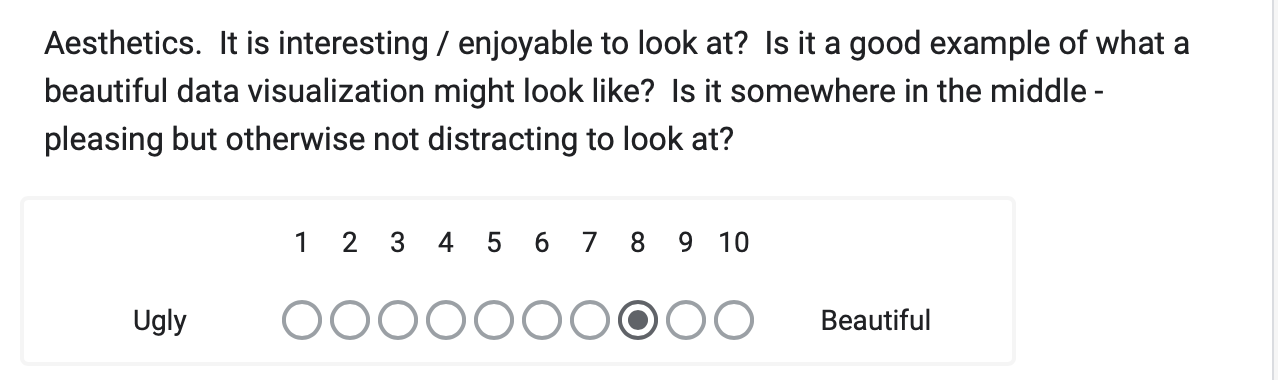 Aesthetics.  It is interesting / enjoyable to look at?  Is it a good example of what a
beautiful data visualization might look like?  Is it somewhere in the middle -
pleasing but otherwise not distracting to look at?
1 2 3 4 5 6 7 8 9 10
Ugly Beautiful